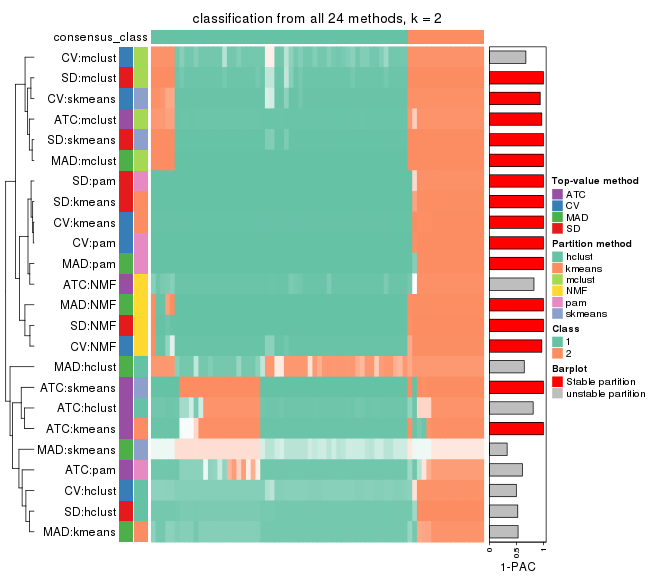 classification from all 24 methods, k = 2
consensus_class
CV:mclust
SD:mclust
CV:skmeans
ATC:mclust
SD:skmeans
MAD:mclust
SD:pam
SD:kmeans
CV:kmeans
CV:pam
MAD:pam
ATC:NMF
MAD:NMF
SD:NMF
CV:NMF
MAD:hclust
ATC:skmeans
ATC:hclust
ATC:kmeans
MAD:skmeans
ATC:pam
CV:hclust
SD:hclust
MAD:kmeans
0
0.5
1
1-PAC
Top-value method
ATC
CV
MAD
SD
Partition method
hclust
kmeans
mclust
NMF
pam
skmeans
Class
1
2
Barplot
Stable partition
unstable partition